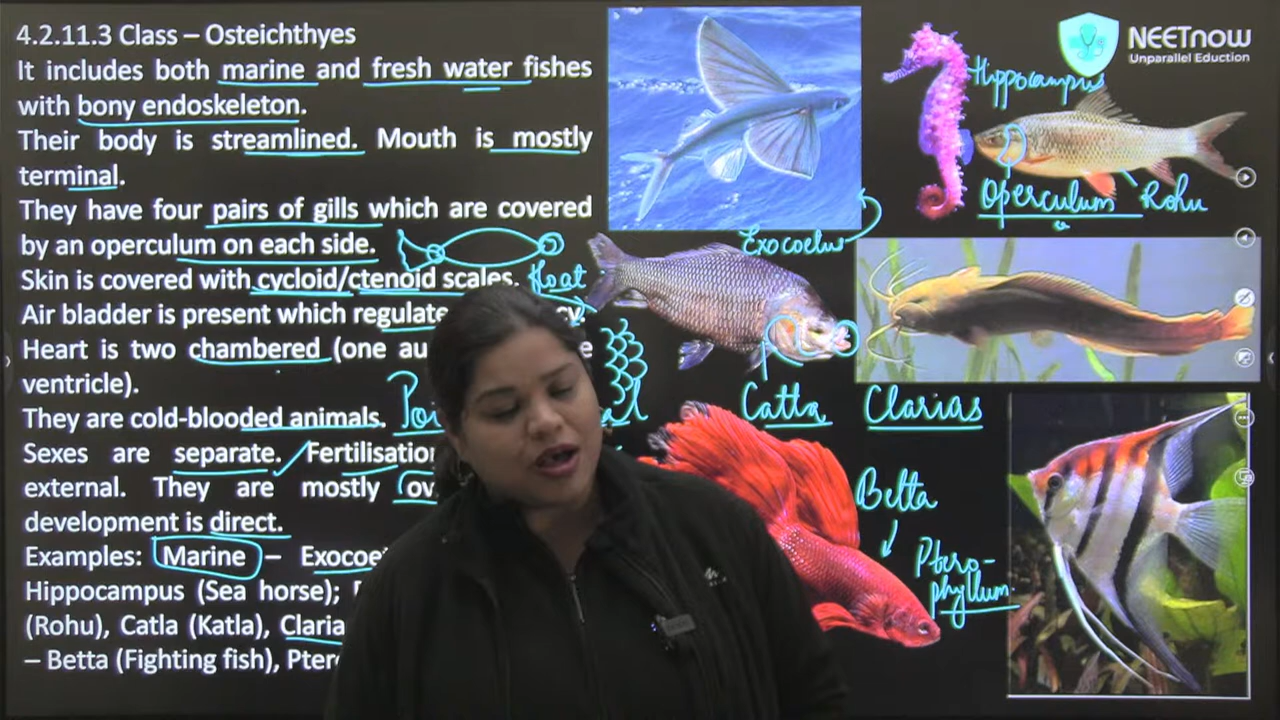 4.2.11.3 Class – Osteichthyes
It includes both marine and fresh water fishes
with bony endoskeleton.
Their body is streamlined. Mouth is mostly
terminal.
They have four pairs of gills which are covered
by an operculum on each side.
Skin is covered with cycloid/ctenoid scales.
Air bladder is present which regulate
Heart is two chambered (one
ventricle).
They are cold-blooded animals.
Sexes are separate. Fertilisation
external. They are mostly
development is direct.
Examples: Marine –
Hippocampus (Sea horse);
(Rohu), Catla (Katla),
– Betta (Fighting fish),
float
NEETnow
Unparallel Eduction
Hippocampus
Operculum
Rohu
Exocoetus
Catla
Clarias
Betta
Ptero-
phyllum